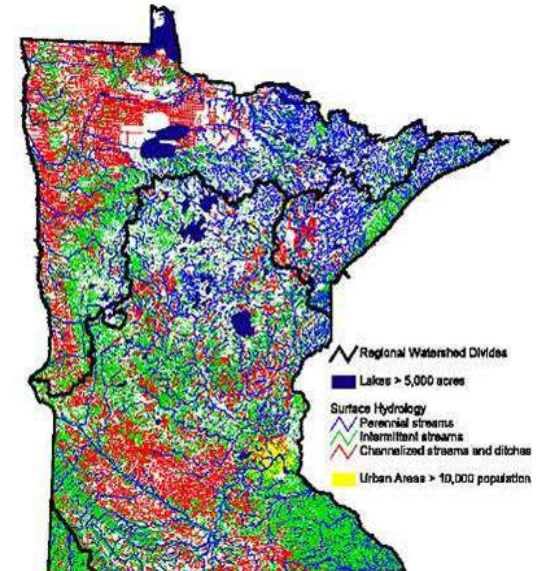 Regional Watershed Divides
Lakes > 5,000 acres
Surface Hydrology
Perennial streams
Intermittent streams
Channelized streams and ditches
Urban Areas > 10,000 population